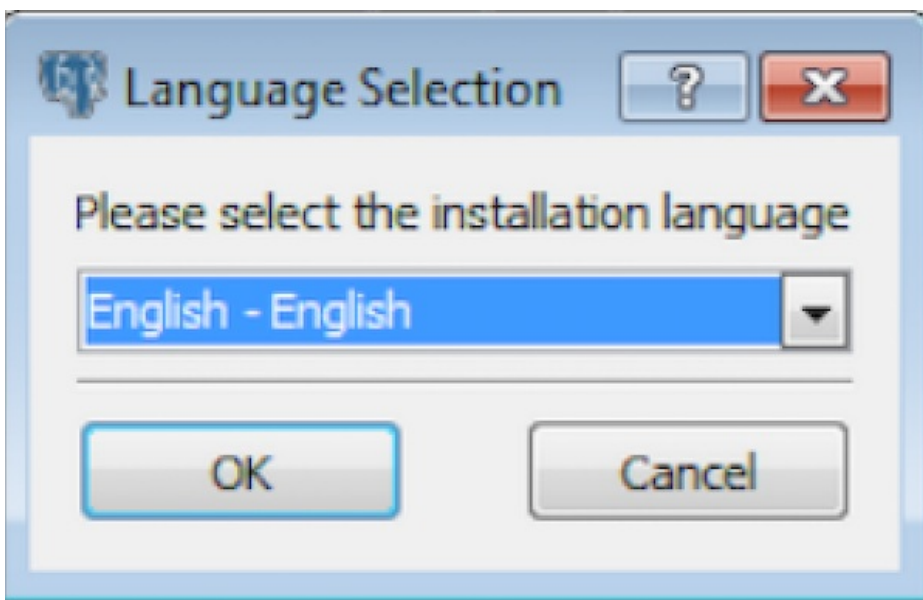 Language Selection
Please select the installation language
English - English
OK
Cancel